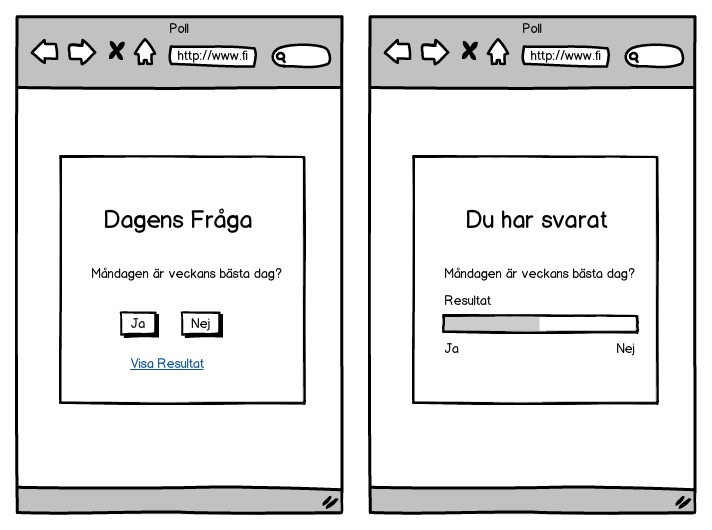 Poll
http://www.fi
Dagens Fråga
Måndagen är veckans bästa dag?
Ja
Nej
Visa Resultat
Poll
http://www.fi
Du har svarat
Måndagen är veckans bästa dag?
Resultat
Ja
Nej